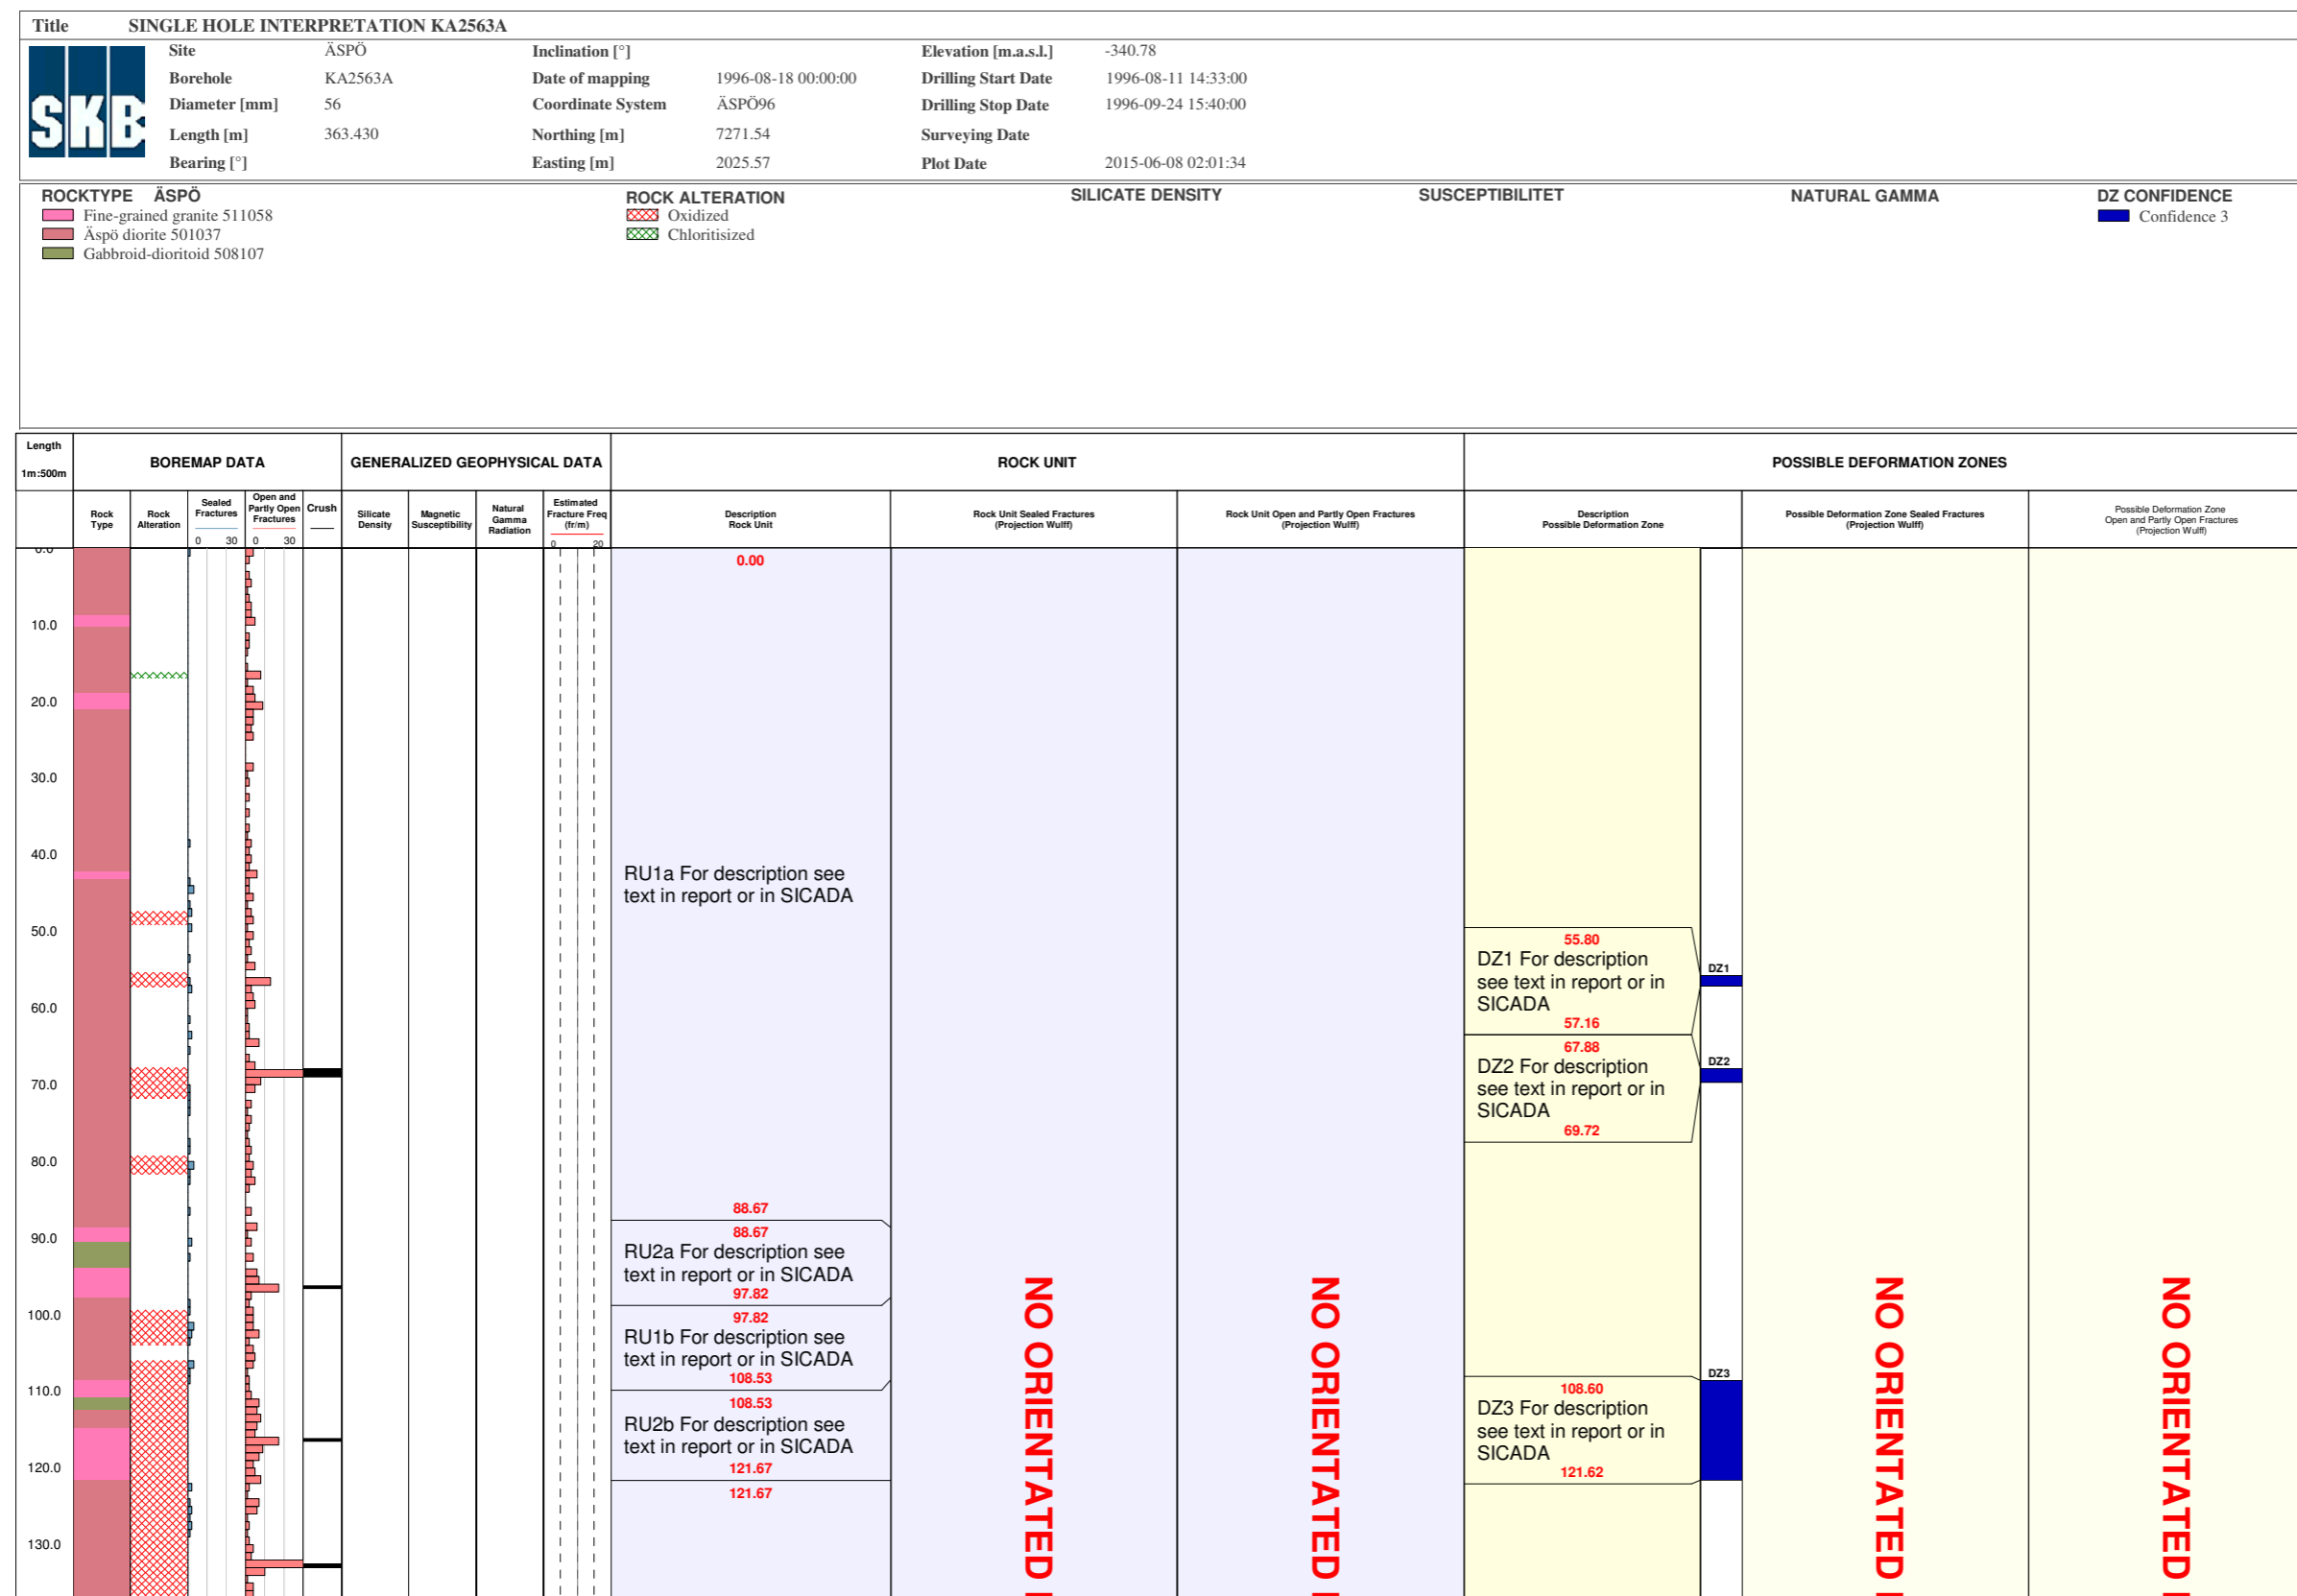 Title SINGLE HOLE INTERPRETATION KA2563A
SKB
Site ÄSPÖ Inclination [°] Elevation [m.a.s.l.] -340.78
Borehole KA2563A Date of mapping 1996-08-18 00:00:00 Drilling Start Date 1996-08-11 14:33:00
Diameter [mm] 56 Coordinate System ÄSPÖ96 Drilling Stop Date 1996-09-24 15:40:00
Length [m] 363.430 Northing [m] 7271.54 Surveying Date
Bearing [°] Easting [m] 2025.57 Plot Date 2015-06-08 02:01:34
ROCKTYPE ÄSPÖ ROCK ALTERATION SILICATE DENSITY SUSCEPTIBILITET NATURAL GAMMA DZ CONFIDENCE
Fine-grained granite 511058 Oxidized Confidence 3
Äspö diorite 501037 Chloritisized
Gabbroid-dioritoid 508107
Length
1m:500m
BOREMAP DATA GENERALIZED GEOPHYSICAL DATA ROCK UNIT POSSIBLE DEFORMATION ZONES
Rock
Type
Rock
Alteration
Sealed
Fractures
0 30
Open and
Partly Open
Fractures
0 30
Crush
Silicate
Density
Magnetic
Susceptibility
Natural
Gamma
Radiation
Estimated
Fracture Freq
(fr/m)
0 20
Description
Rock Unit
Rock Unit Sealed Fractures
(Projection Wulff)
Rock Unit Open and Partly Open Fractures
(Projection Wulff)
Description
Possible Deformation Zone
Possible Deformation Zone Sealed Fractures
(Projection Wulff)
Possible Deformation Zone
Open and Partly Open Fractures
(Projection Wulff)
0.0
10.0
20.0
30.0
40.0
50.0
60.0
70.0
80.0
90.0
100.0
110.0
120.0
130.0
0.00
RU1a For description see
text in report or in SICADA
88.67
88.67
RU2a For description see
text in report or in SICADA
97.82
97.82
RU1b For description see
text in report or in SICADA
108.53
108.53
RU2b For description see
text in report or in SICADA
121.67
121.67
NO ORIENTATED
NO ORIENTATED
55.80
DZ1 For description
see text in report or in
SICADA
57.16
DZ1
67.88
DZ2 For description
see text in report or in
SICADA
69.72
DZ2
108.60
DZ3 For description
see text in report or in
SICADA
121.62
DZ3
NO ORIENTATED
NO ORIENTATED